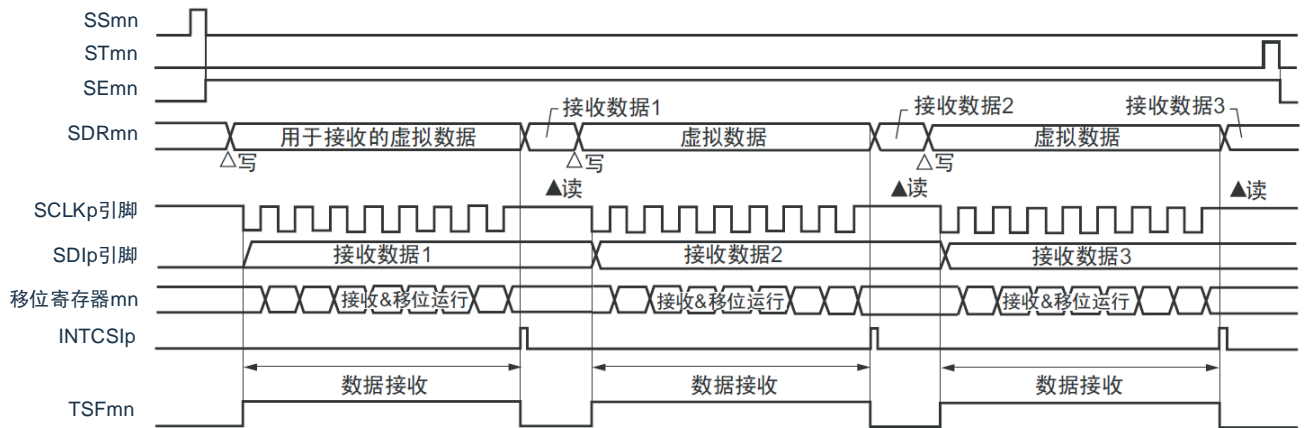 SSmn
STmn
SEmn
接收数据1
接收数据2
接收数据3
SDRmn
用于接收的虚拟数据
虚拟数据
虚拟数据
△写
△写
△写
▲读
▲读
▲读
SCLKp引脚
SDIp引脚
接收数据1
接收数据2
接收数据3
移位寄存器mn
接收&移位运行
接收&移位运行
接收&移位运行
INTCSIp
数据接收
数据接收
数据接收
TSFmn